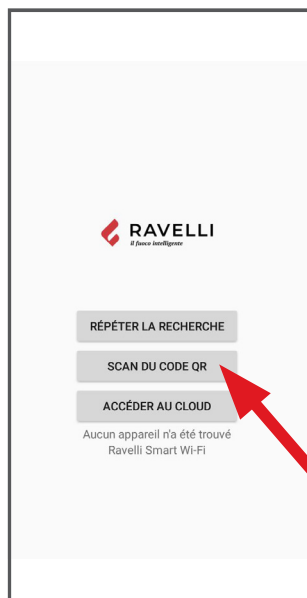 RAVELLI
il fuoco intelligente
RÉPÉTER LA RECHERCHE
SCAN DU CODE QR
ACCÉDER AU CLOUD
Aucun appareil n'a été trouvé
Ravelli Smart Wi-Fi